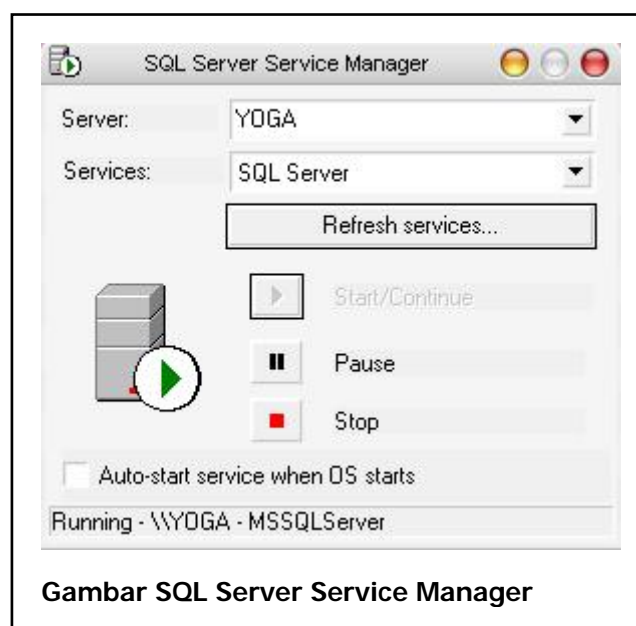 SQL Server Service Manager
Server: YOGA
Services: SQL Server
Refresh services...
Start/Continue
Pause
Stop
Auto-start service when OS starts
Running - \\YOGA - MSSQLServer
Gambar SQL Server Service Manager